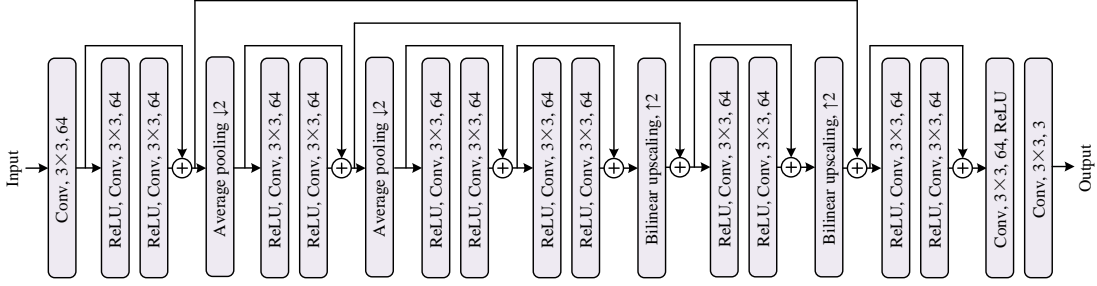 Input
Conv, 3×3, 64
ReLU, Conv, 3×3, 64
ReLU, Conv, 3×3, 64
+
Average pooling ↓2
ReLU, Conv, 3×3, 64
ReLU, Conv, 3×3, 64
+
Average pooling ↓2
ReLU, Conv, 3×3, 64
ReLU, Conv, 3×3, 64
+
ReLU, Conv, 3×3, 64
ReLU, Conv, 3×3, 64
+
Bilinear upscaling, ↑2
+
ReLU, Conv, 3×3, 64
ReLU, Conv, 3×3, 64
+
Bilinear upscaling, ↑2
+
ReLU, Conv, 3×3, 64
ReLU, Conv, 3×3, 64
+
Conv, 3×3, 64, ReLU
Conv, 3×3, 3
Output